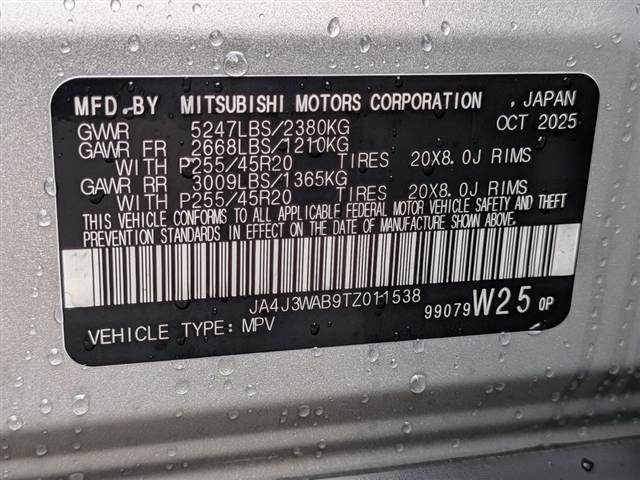 MFD.BY MITSUBISHI MOTORS CORPORATION , JAPAN
GVWR 5247LBS/2380KG OCT 2025
GAWR FR 2668LBS/1210KG
WITH P255/45R20 TIRES 20X8.0J RIMS
GAWR RR 3009LBS/1365KG
WITH P255/45R20 TIRES 20X8.0J RIMS
THIS VEHICLE CONFORMS TO ALL APPLICABLE FEDERAL MOTOR VEHICLE SAFETY AND THEFT
PREVENTION STANDARDS IN EFFECT ON THE DATE OF MANUFACTURE SHOWN ABOVE.
JA4J3WAB9TZ011538
VEHICLE TYPE: MPV 99079 W25 0P